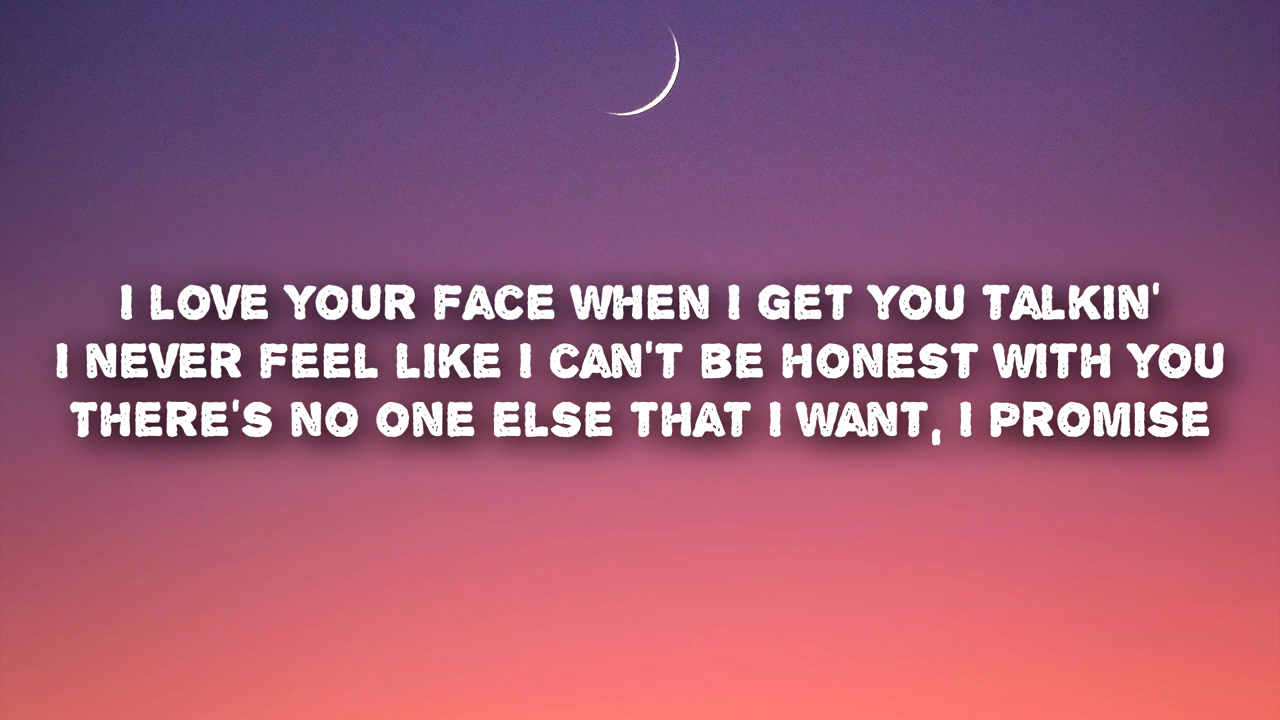 I LOVE YOUR FACE WHEN I GET YOU TALKIN'
I NEVER FEEL LIKE I CAN'T BE HONEST WITH YOU
THERE'S NO ONE ELSE THAT I WANT, I PROMISE